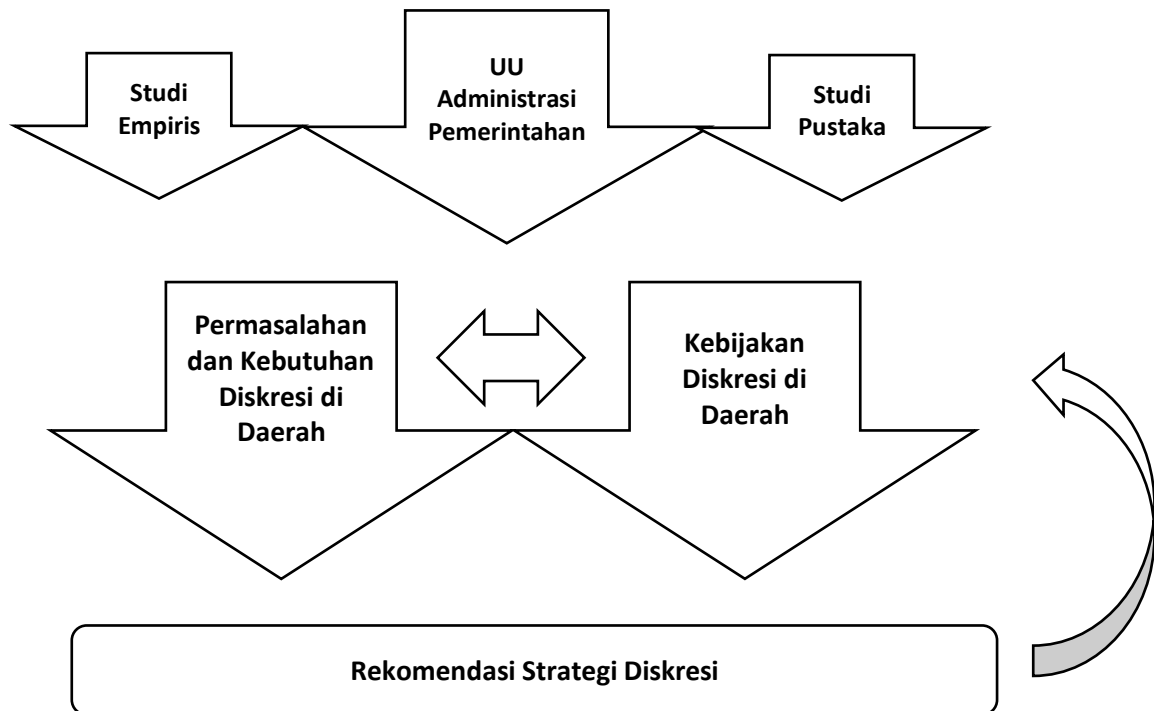 Studi
Empiris
UU
Administrasi
Pemerintahan
Studi
Pustaka
Permasalahan
dan Kebutuhan
Diskresi di
Daerah
Kebijakan
Diskresi di
Daerah
Rekomendasi Strategi Diskresi